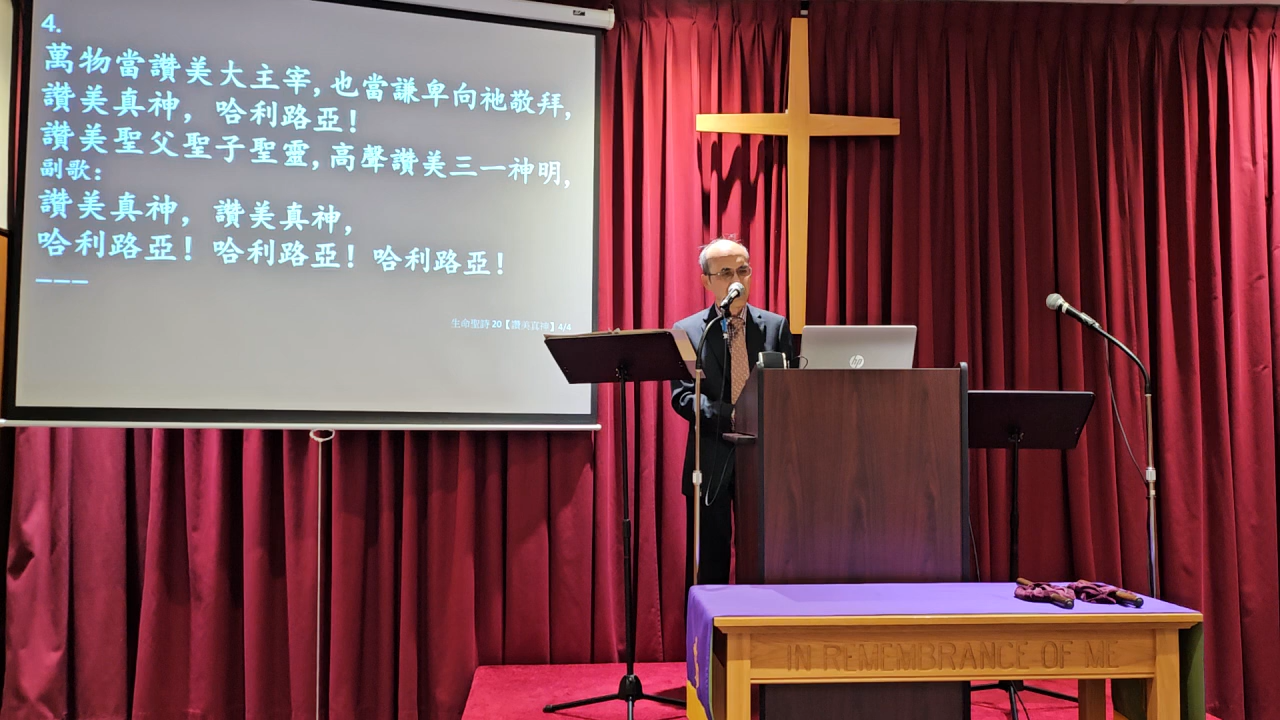 4.
萬物當讚美大主宰,也當謙卑向祂敬拜,
讚美真神，哈利路亞!
讚美聖父聖子聖靈,高聲讚美三一神明,
副歌:
讚美真神，讚美真神,
哈利路亞! 哈利路亞! 哈利路亞!
———
生命聖詩 20【讚美真神】4/4
hp
IN REMEMBRANCE OF ME